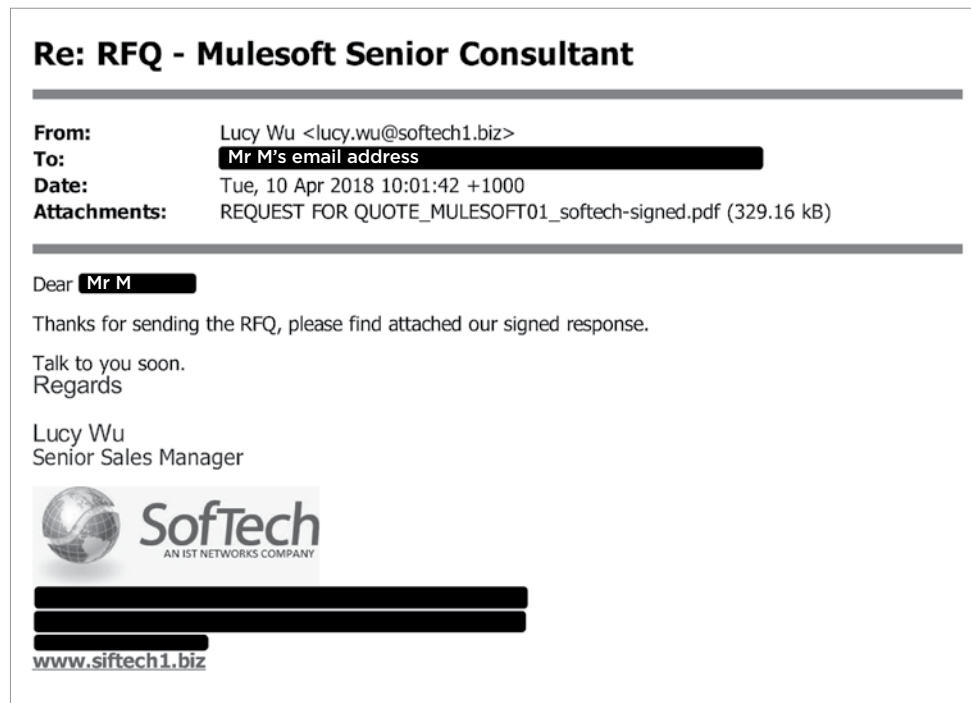 Re: RFQ - Mulesoft Senior Consultant
From: Lucy Wu <lucy.wu@softech1.biz>
To: Mr M's email address
Date: Tue, 10 Apr 2018 10:01:42 +1000
Attachments: REQUEST FOR QUOTE_MULESOFT01_softech-signed.pdf (329.16 kB)
Dear Mr M
Thanks for sending the RFQ, please find attached our signed response.
Talk to you soon.
Regards
Lucy Wu
Senior Sales Manager
SofTech
AN IST NETWORKS COMPANY
www.siftech1.biz